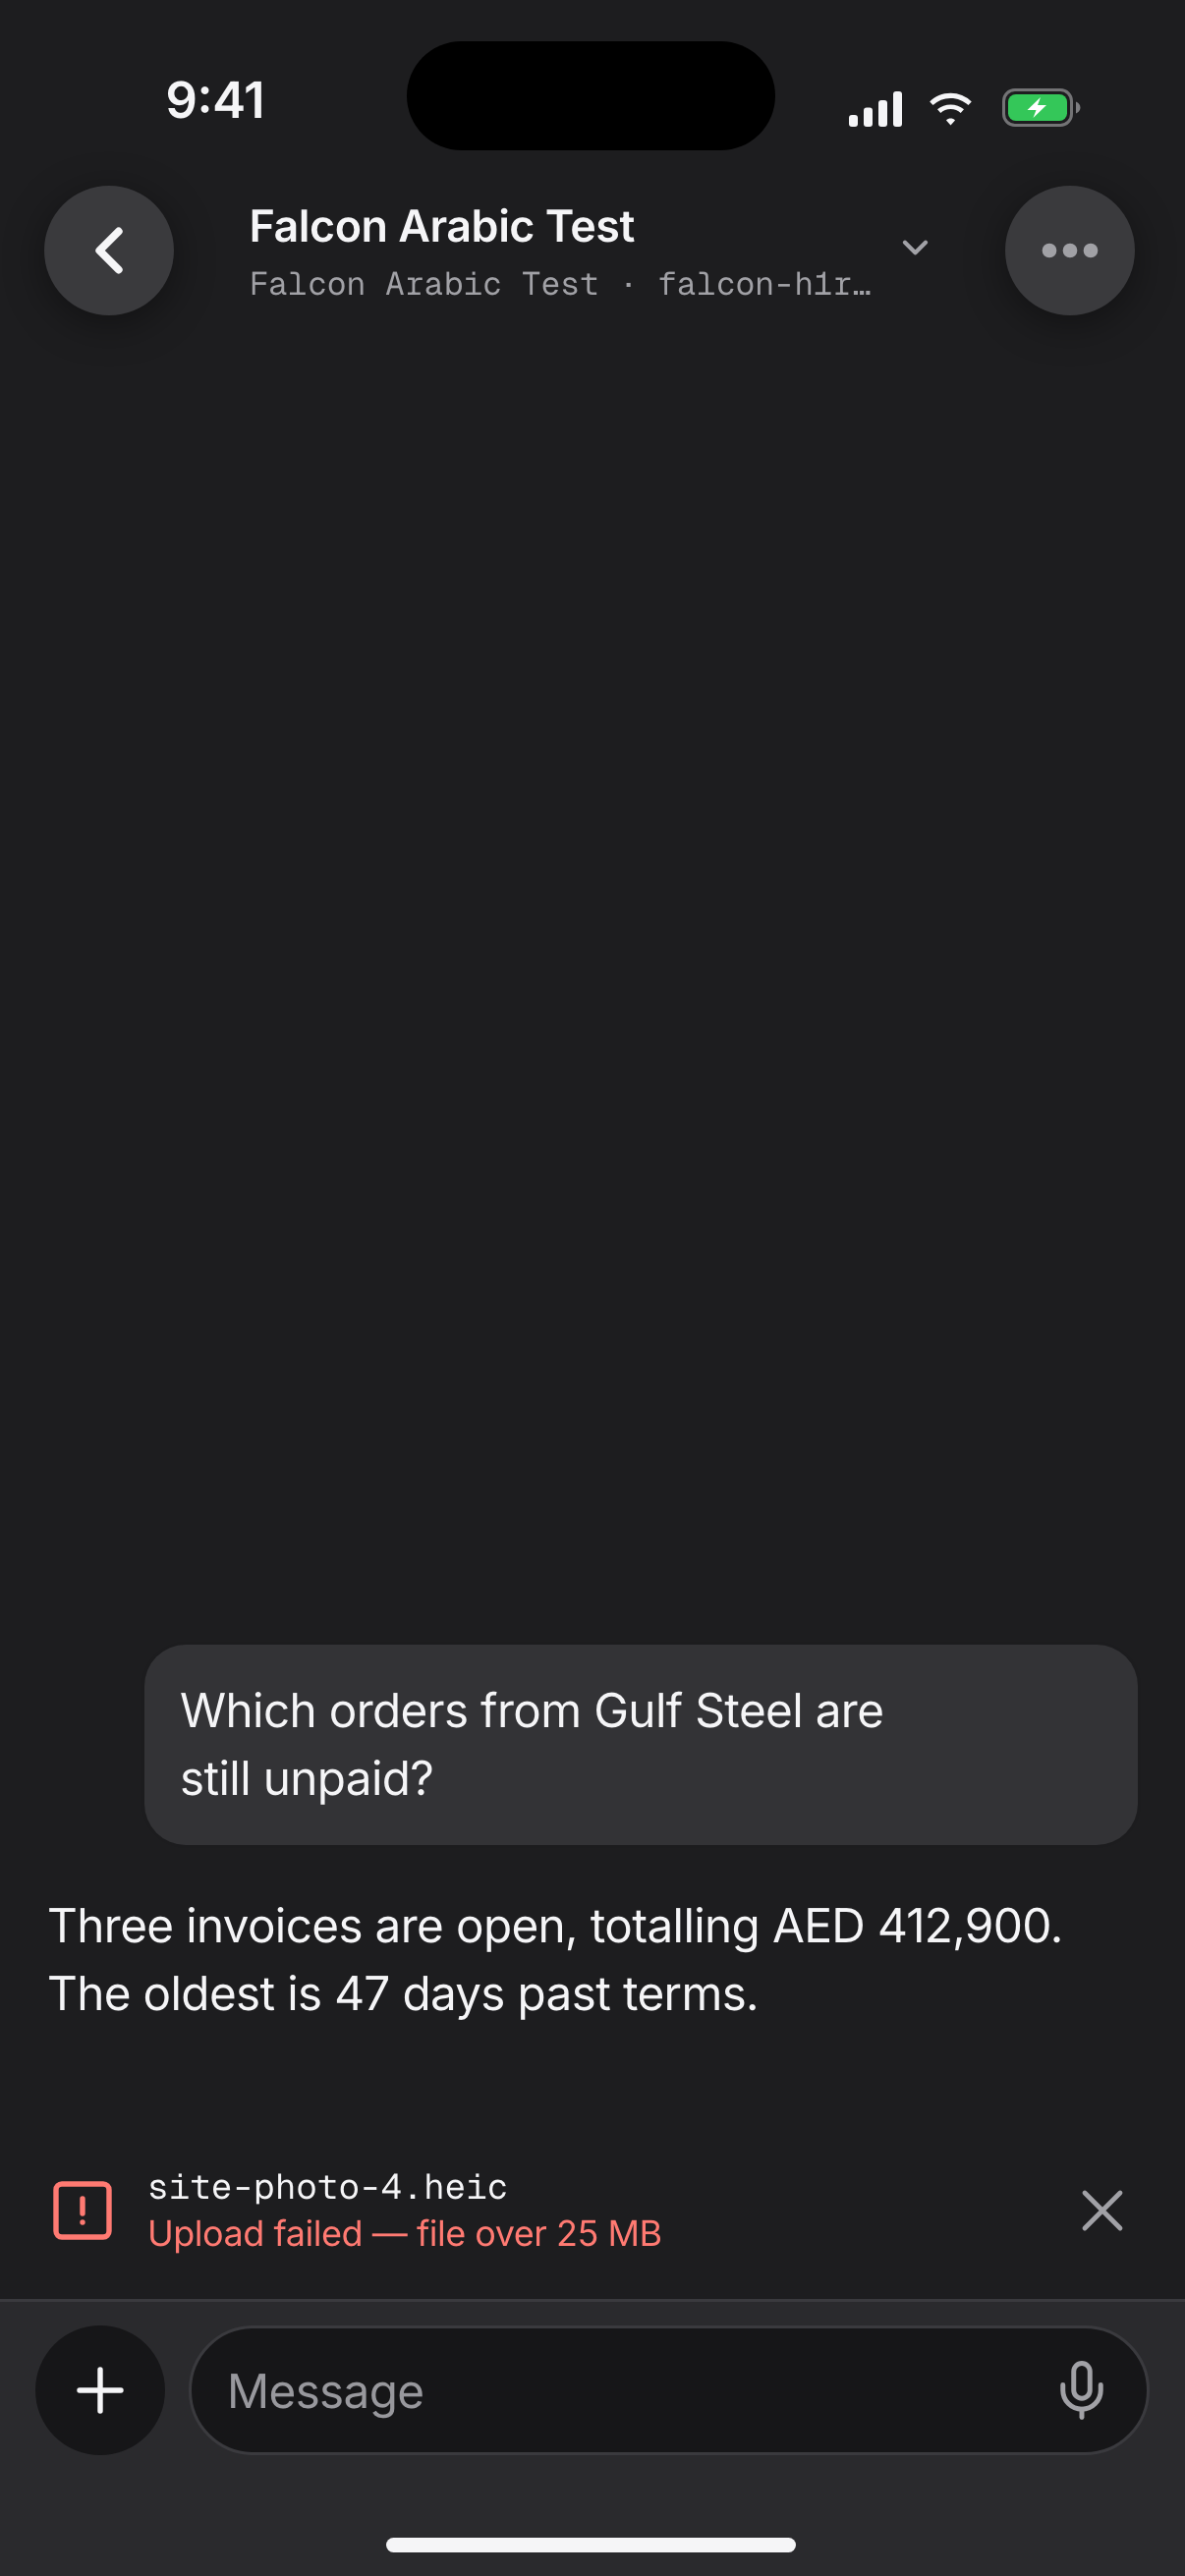 9:41
Falcon Arabic Test
Falcon Arabic Test · falcon-h1r…
Which orders from Gulf Steel are
still unpaid?
Three invoices are open, totalling AED 412,900.
The oldest is 47 days past terms.
site-photo-4.heic
Upload failed — file over 25 MB
Message